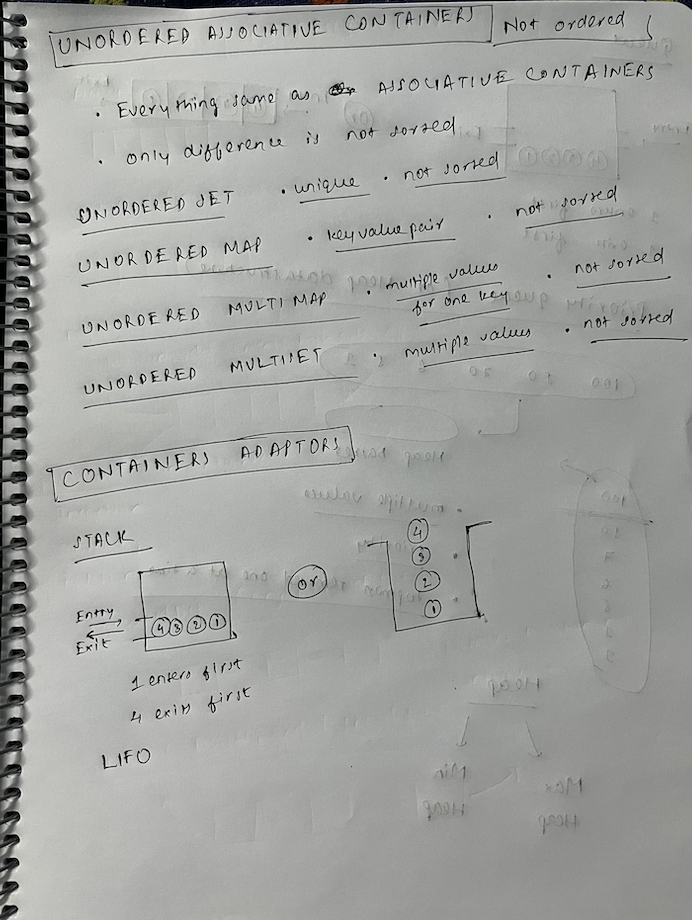 UNORDERED ASSOCIATIVE CONTAINERS Not ordered
• Everything same as ASSOCIATIVE CONTAINERS
• only difference is not sorted
UNORDERED SET • unique • not sorted
UNORDERED MAP • key value pair • not sorted
UNORDERED MULTI MAP • multiple values for one key • not sorted
UNORDERED MULTISET • multiple values • not sorted
CONTAINERS ADAPTORS
STACK
Entry
Exit
4 3 2 1
or
4
3
2
1
1 enters first
4 exits first
LIFO